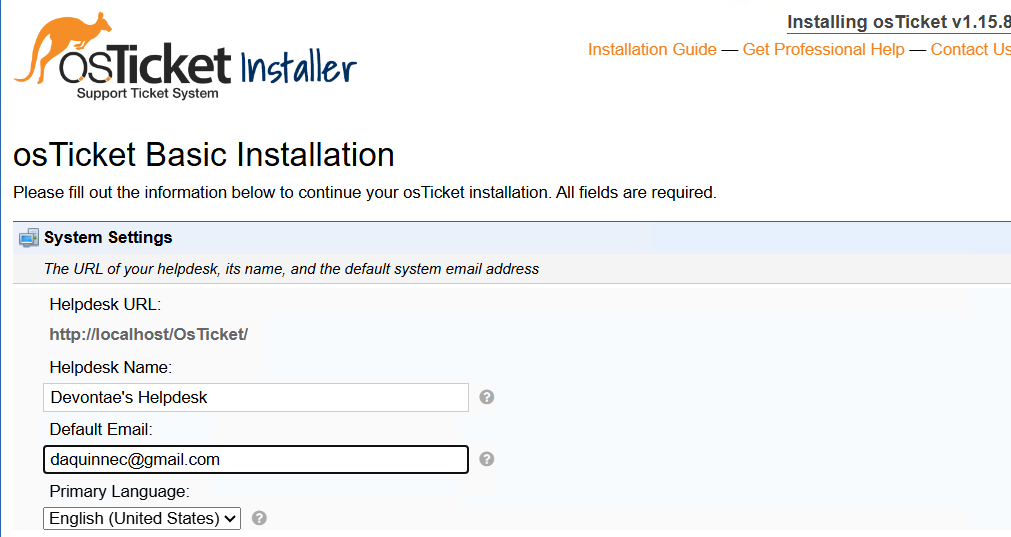 Installing osTicket v1.15.8
Installation Guide — Get Professional Help — Contact Us
osTicket Installer
Support Ticket System
osTicket Basic Installation
Please fill out the information below to continue your osTicket installation. All fields are required.
System Settings
The URL of your helpdesk, its name, and the default system email address
Helpdesk URL:
http://localhost/OsTicket/
Helpdesk Name:
Devontae's Helpdesk
Default Email:
daquinnec@gmail.com
Primary Language:
English (United States)